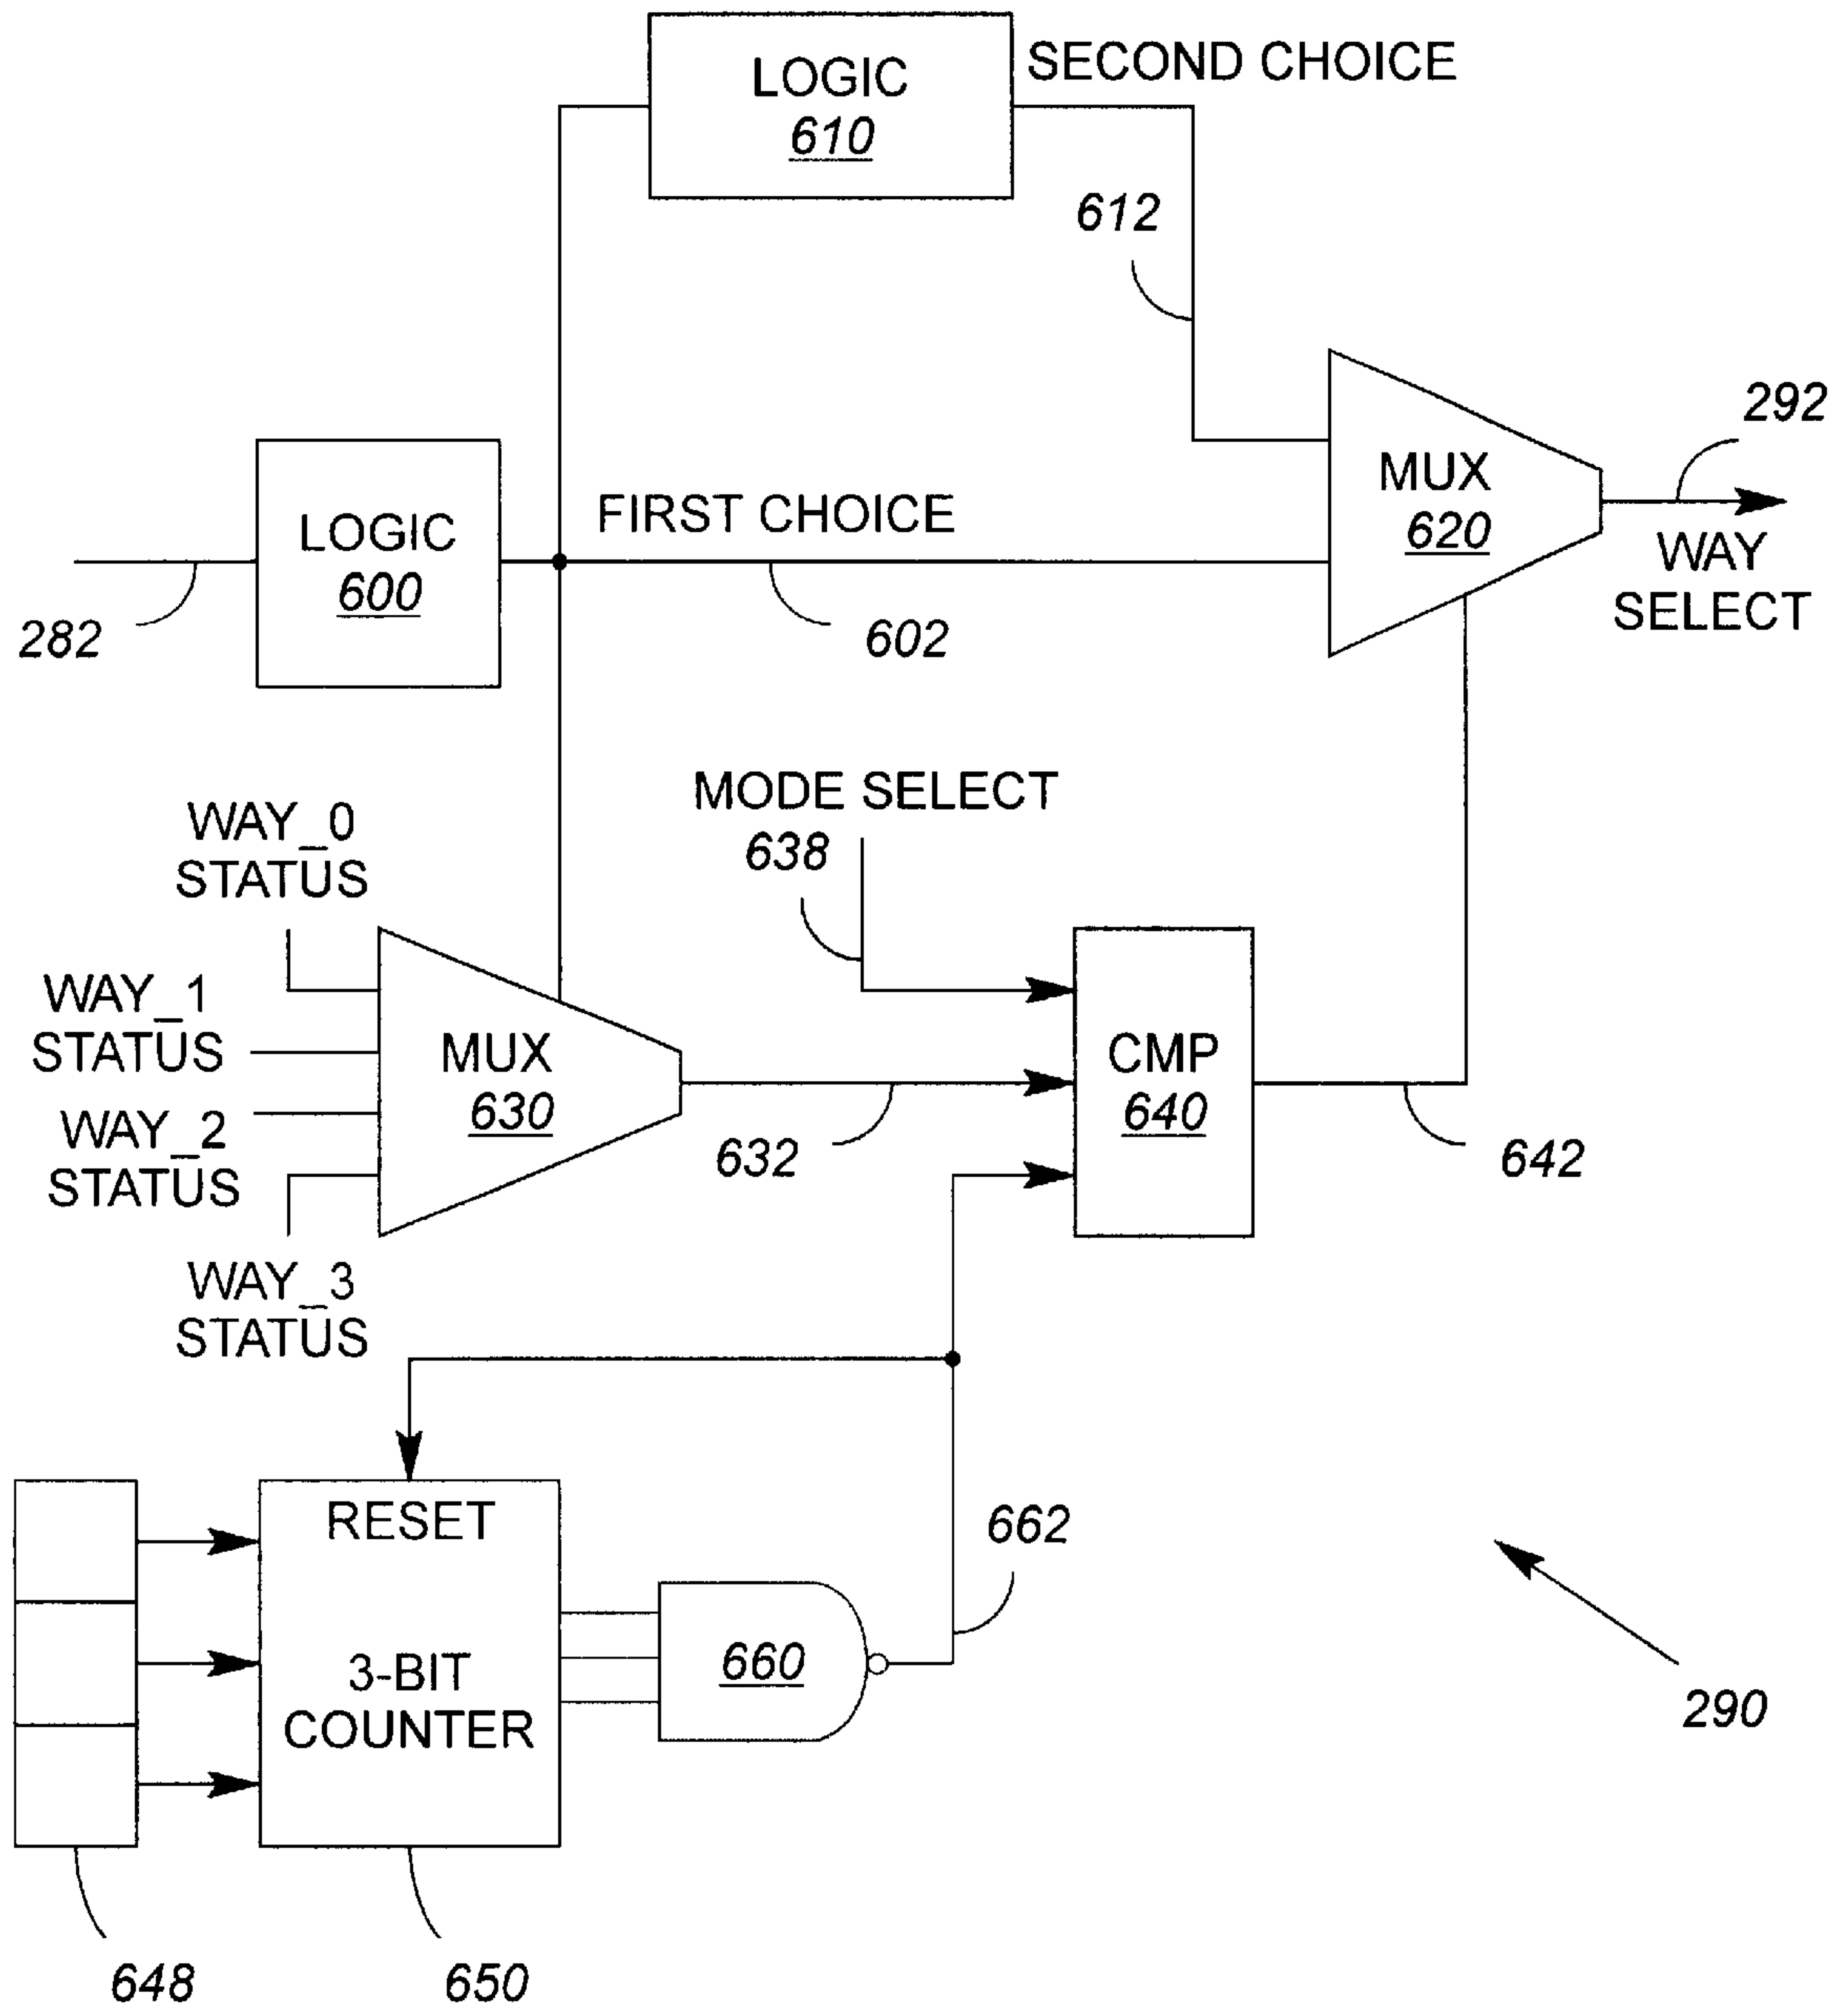 LOGIC
610
SECOND CHOICE
612
292
MUX
620
WAY
SELECT
FIRST CHOICE
LOGIC
600
282
602
MODE SELECT
638
WAY_0
STATUS
WAY_1
STATUS
WAY_2
STATUS
WAY_3
STATUS
MUX
630
632
CMP
640
642
RESET
3-BIT
COUNTER
660
662
290
648
650